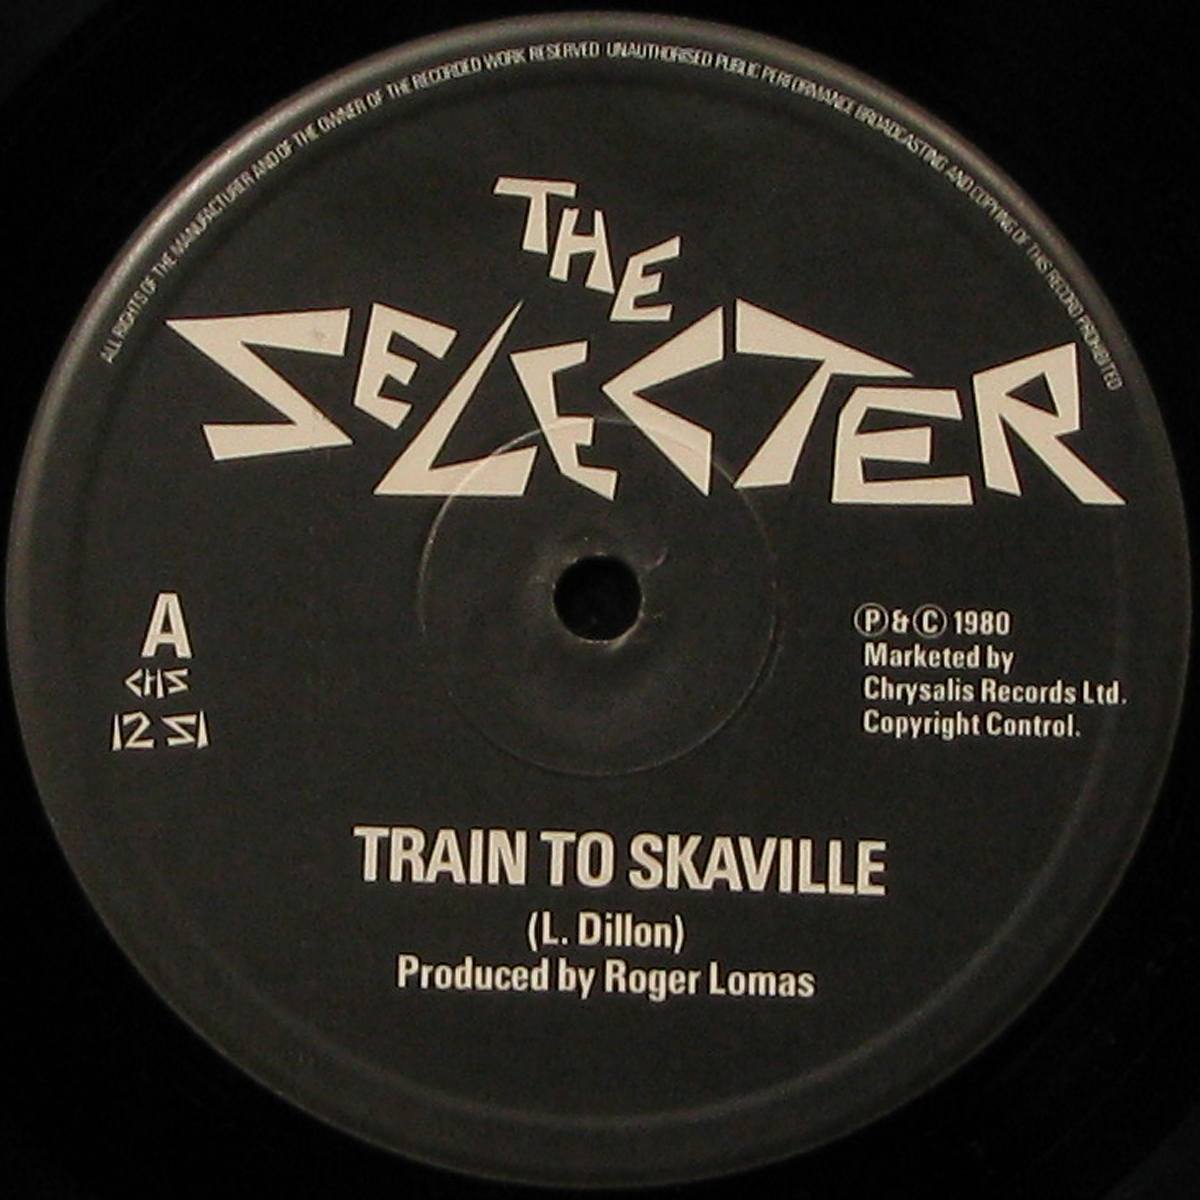 ALL RIGHTS OF THE MANUFACTURER AND OF THE OWNER OF THE RECORDED WORK RESERVED UNAUTHORISED PUBLIC PERFORMANCE BROADCASTING AND COPYING OF THIS RECORD PROHIBITED
THE
SELECTER
A
CHS
12 S1
Ⓟ & Ⓒ 1980
Marketed by
Chrysalis Records Ltd.
Copyright Control.
TRAIN TO SKAVILLE
(L. Dillon)
Produced by Roger Lomas